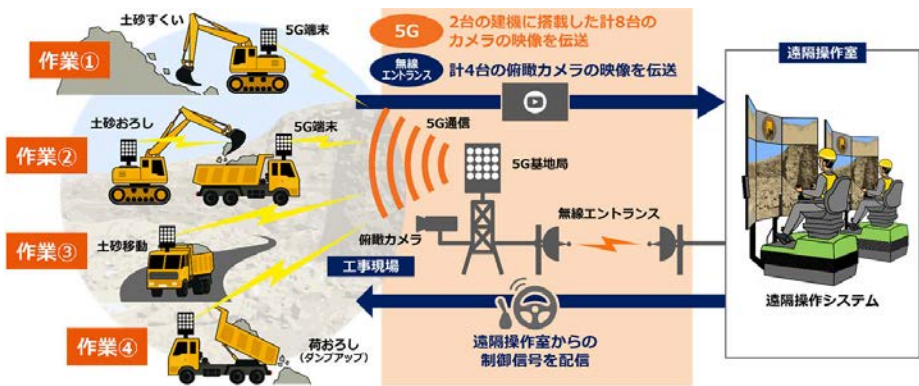 5G
2台の建機に搭載した計8台の
カメラの映像を伝送
無線
エントランス
計4台の俯瞰カメラの映像を伝送
遠隔操作室
作業①
土砂すくい
5G端末
作業②
土砂おろし
5G端末
5G通信
5G基地局
無線エントランス
作業③
土砂移動
俯瞰カメラ
工事現場
遠隔操作システム
作業④
荷おろし
(ダンプアップ)
遠隔操作室からの
制御信号を配信